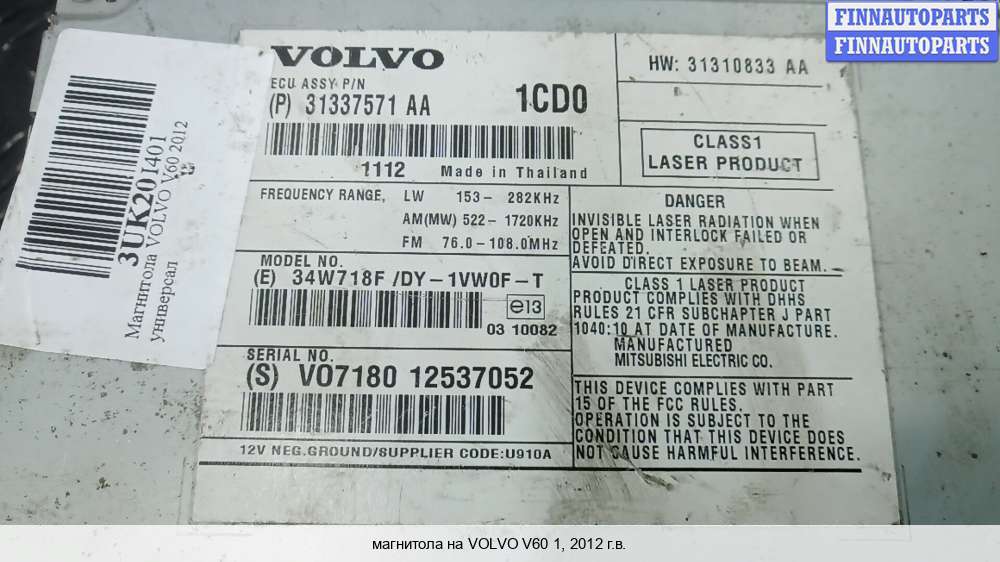 FINNAUTOPARTS
FINNAUTOPARTS
3UK201401
Магнитола VOLVO V60 2012
универсал
VOLVO
ECU ASSY P/N
(P) 31337571 AA
1CD0
1112 Made in Thailand
HW: 31310833 AA
CLASS1
LASER PRODUCT
FREQUENCY RANGE, LW 153 – 282KHz
AM(MW) 522 – 1720KHz
FM 76.0 – 108.0MHz
MODEL NO.
(E) 34W718F /DY – 1VW0F – T
e13
03 10082
SERIAL NO.
(S) VO7180 12537052
12V NEG.GROUND/SUPPLIER CODE:U910A
DANGER
INVISIBLE LASER RADIATION WHEN
OPEN AND INTERLOCK FAILED OR
DEFEATED.
AVOID DIRECT EXPOSURE TO BEAM.
CLASS 1 LASER PRODUCT
PRODUCT COMPLIES WITH DHHS
RULES 21 CFR SUBCHAPTER J PART
1040:10 AT DATE OF MANUFACTURE.
MANUFACTURED
MITSUBISHI ELECTRIC CO.
THIS DEVICE COMPLIES WITH PART
15 OF THE FCC RULES.
OPERATION IS SUBJECT TO THE
CONDITION THAT THIS DEVICE DOES
NOT CAUSE HARMFUL INTERFERENCE.
магнитола на VOLVO V60 1, 2012 г.в.